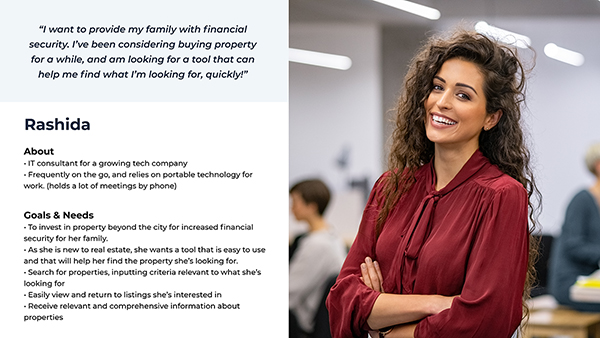 “I want to provide my family with financial
security. I’ve been considering buying property
for a while, and am looking for a tool that can
help me find what I’m looking for, quickly!”
Rashida
About
• IT consultant for a growing tech company
• Frequently on the go, and relies on portable technology for
work. (holds a lot of meetings by phone)
Goals & Needs
• To invest in property beyond the city for increased financial
security for her family.
• As she is new to real estate, she wants a tool that is easy to use
and that will help her find the property she’s looking for.
• Search for properties, inputting criteria relevant to what she’s
looking for
• Easily view and return to listings she’s interested in
• Receive relevant and comprehensive information about
properties